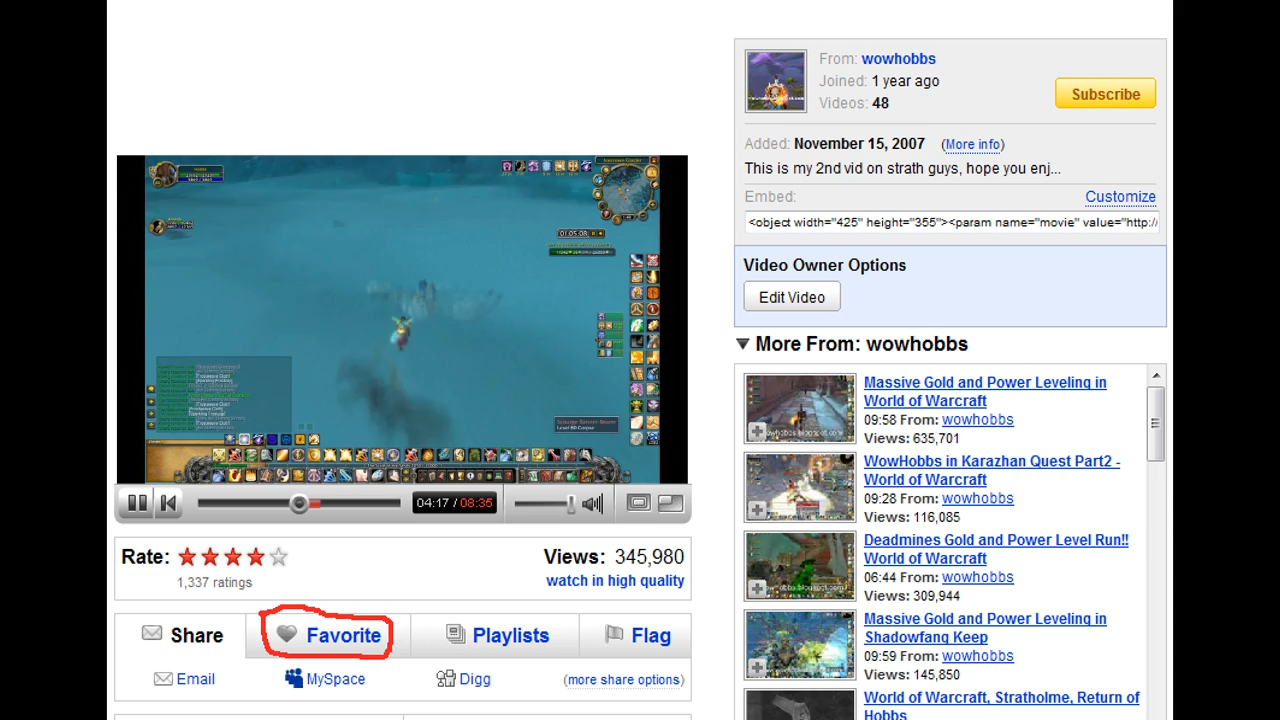 From: wowhobbs
Joined: 1 year ago
Videos: 48
Subscribe
Added: November 15, 2007 (More info)
This is my 2nd vid on strath guys, hope you enj...
Embed: Customize
<object width="425" height="355"><param name="movie" value="http:/
Video Owner Options
Edit Video
More From: wowhobbs
Massive Gold and Power Leveling in
World of Warcraft
09:58 From: wowhobbs
Views: 635,701
WowHobbs in Karazhan Quest Part2 -
World of Warcraft
09:28 From: wowhobbs
Views: 116,085
Deadmines Gold and Power Level Run!!
World of Warcraft
06:44 From: wowhobbs
Views: 309,944
Massive Gold and Power Leveling in
Shadowfang Keep
09:59 From: wowhobbs
Views: 145,850
World of Warcraft, Stratholme, Return of
Hobbs
01:05:08
04:17 / 08:35
Rate:
1,337 ratings
Views: 345,980
watch in high quality
Share Favorite Playlists Flag
Email MySpace Digg (more share options)